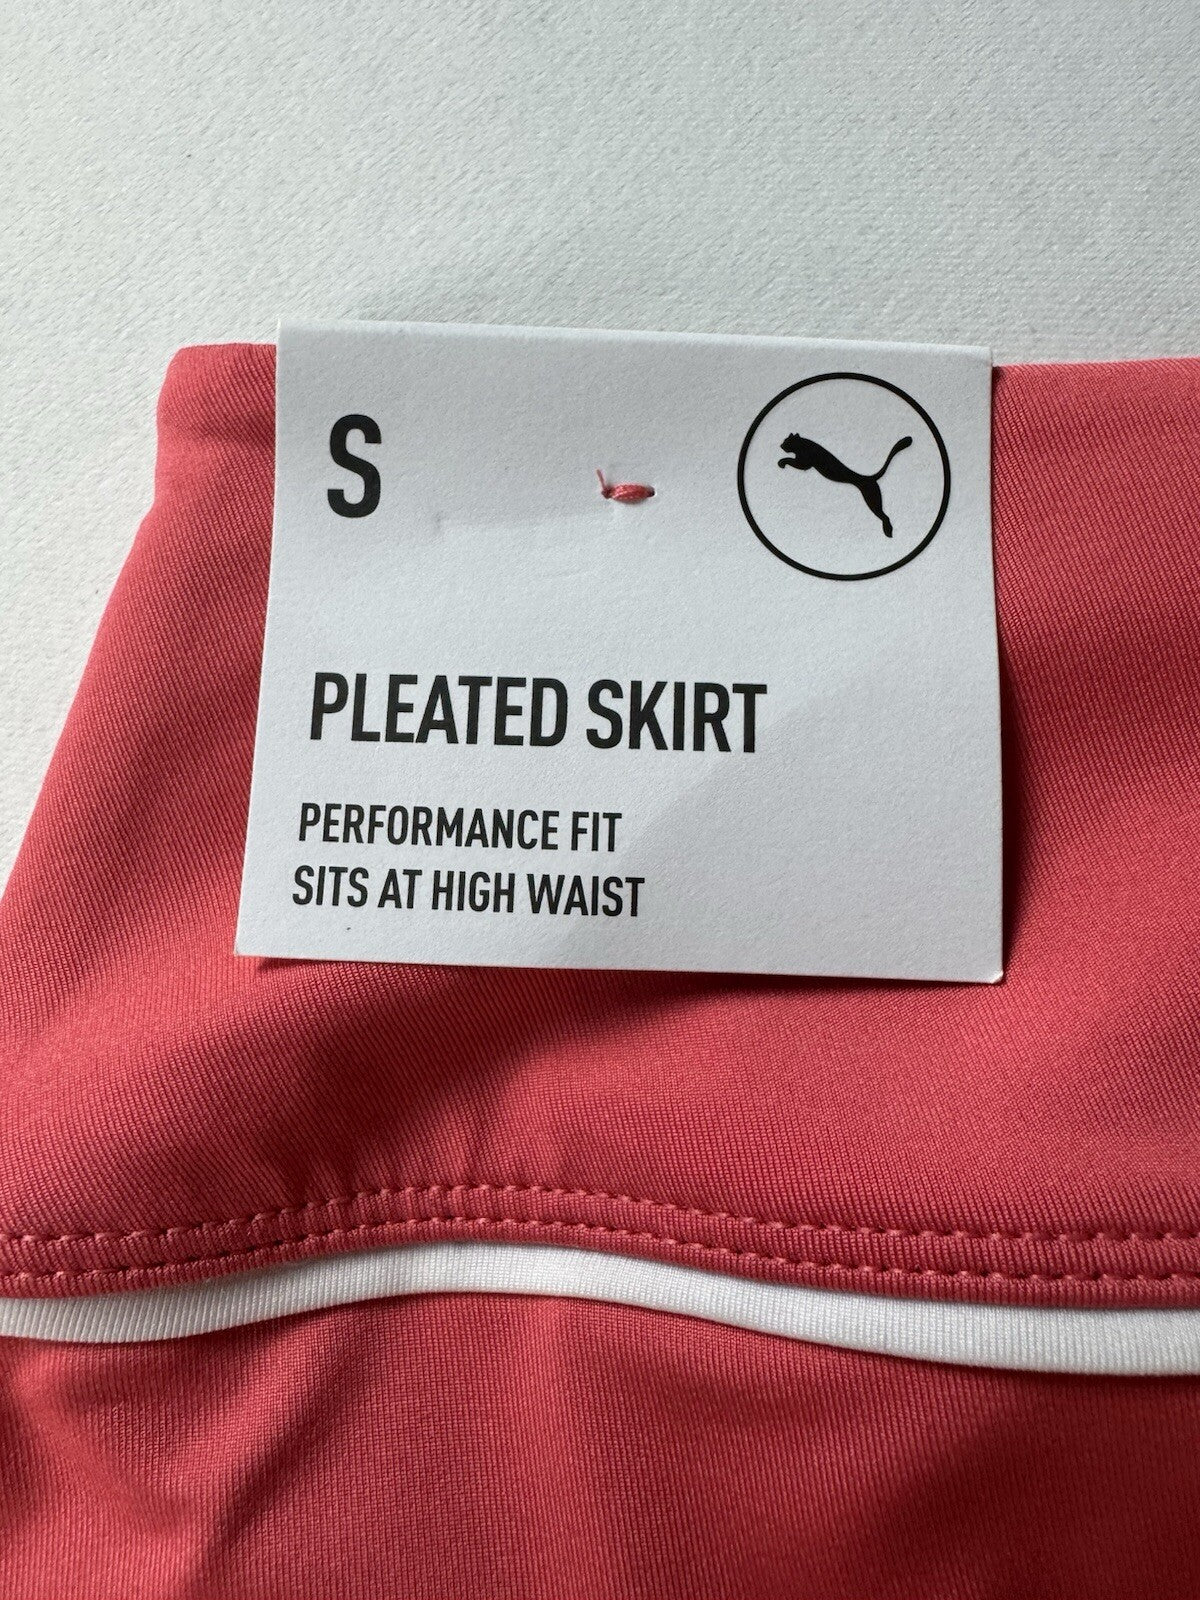 S
PLEATED SKIRT
PERFORMANCE FIT
SITS AT HIGH WAIST